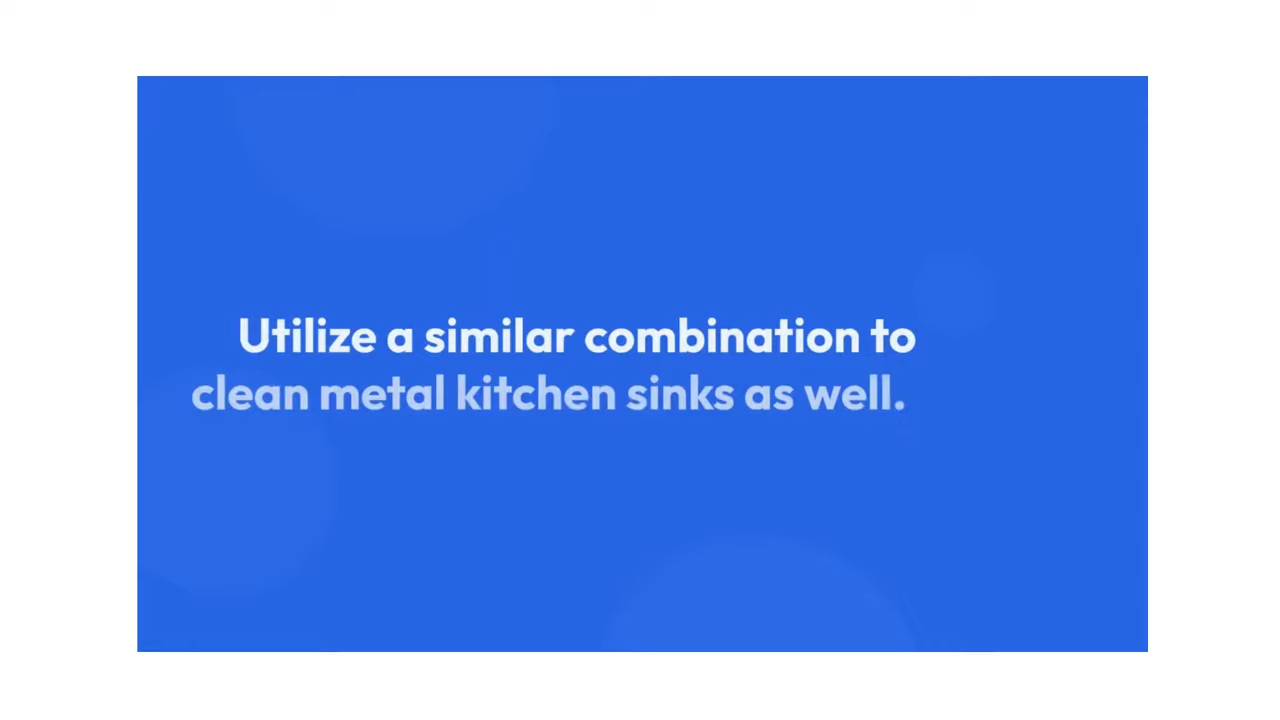 Utilize a similar combination to
clean metal kitchen sinks as well.